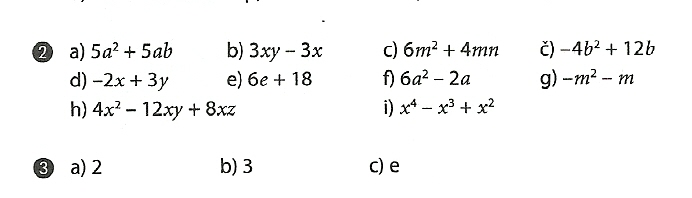 2 a) 5a² + 5ab b) 3xy – 3x c) 6m² + 4mn č) –4b² + 12b
d) –2x + 3y e) 6e + 18 f) 6a² – 2a g) –m² – m
h) 4x² – 12xy + 8xz i) x⁴ – x³ + x²
3 a) 2 b) 3 c) e